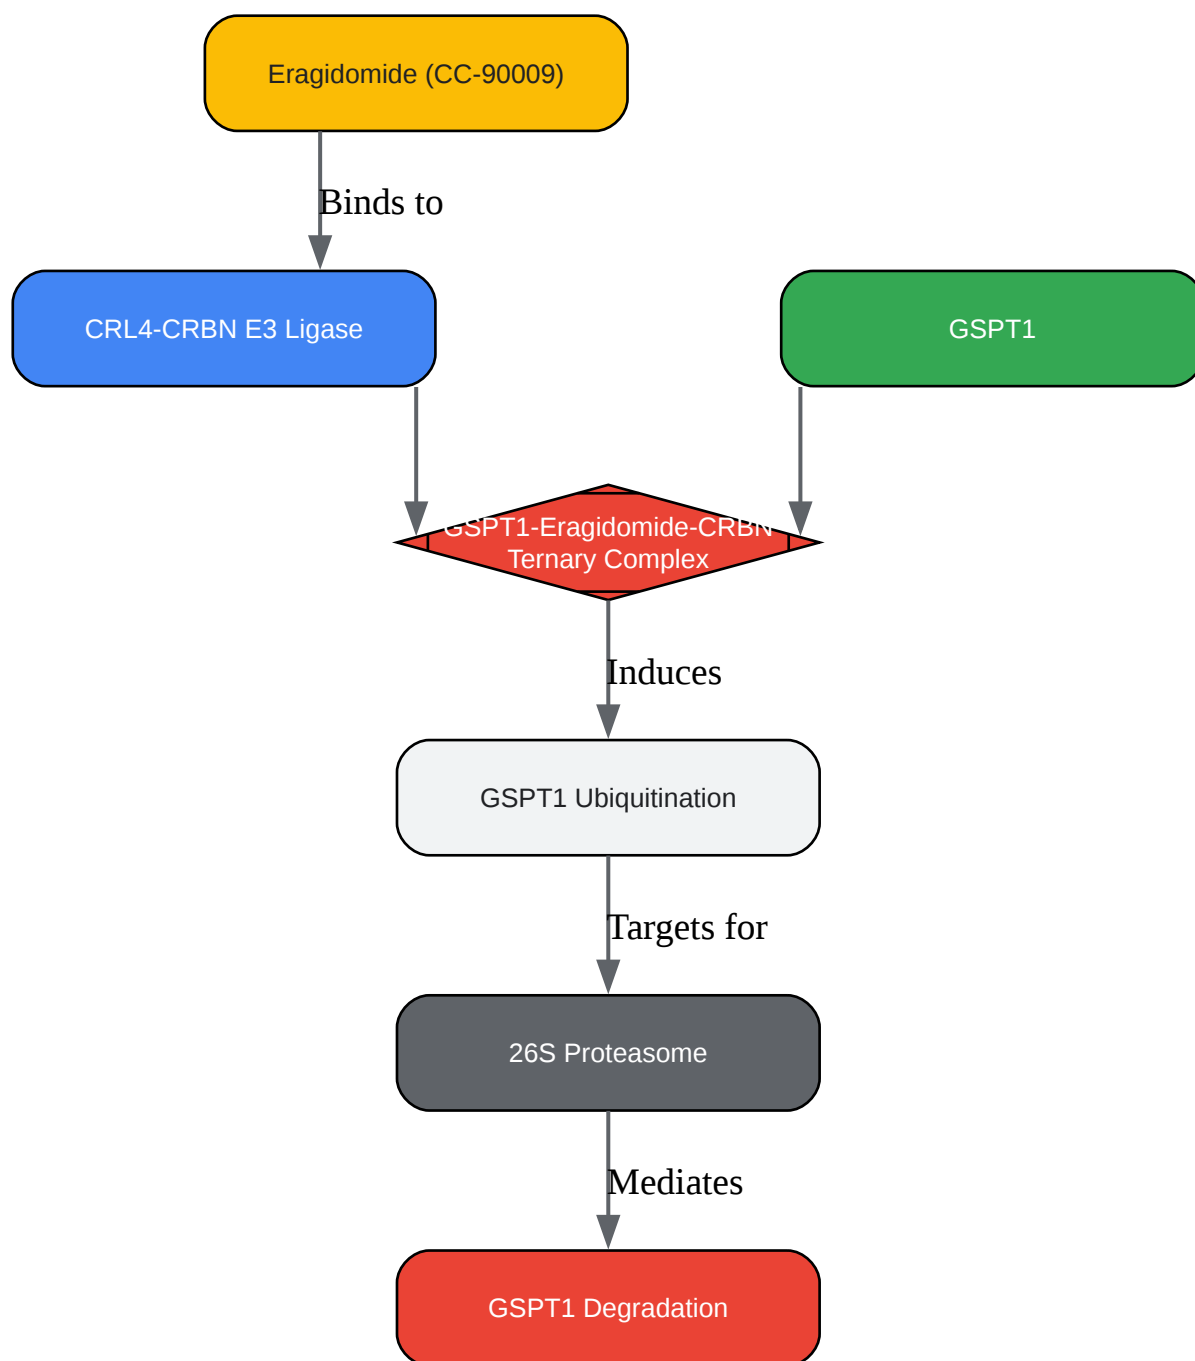 Eragidomide (CC-90009)
Binds to
CRL4-CRBN E3 Ligase
GSPT1
GSPT1-Eragidomide-CRBN
Ternary Complex
Induces
GSPT1 Ubiquitination
Targets for
26S Proteasome
Mediates
GSPT1 Degradation